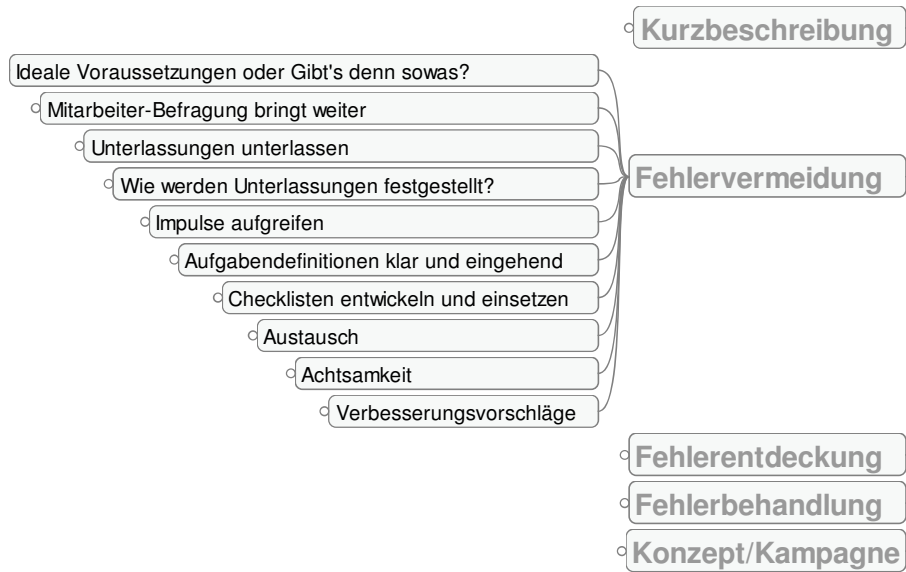 Kurzbeschreibung
Ideale Voraussetzungen oder Gibt's denn sowas?
Mitarbeiter-Befragung bringt weiter
Unterlassungen unterlassen
Wie werden Unterlassungen festgestellt?
Impulse aufgreifen
Aufgabendefinitionen klar und eingehend
Checklisten entwickeln und einsetzen
Austausch
Achtsamkeit
Verbesserungsvorschläge
Fehlervermeidung
Fehlerentdeckung
Fehlerbehandlung
Konzept/Kampagne